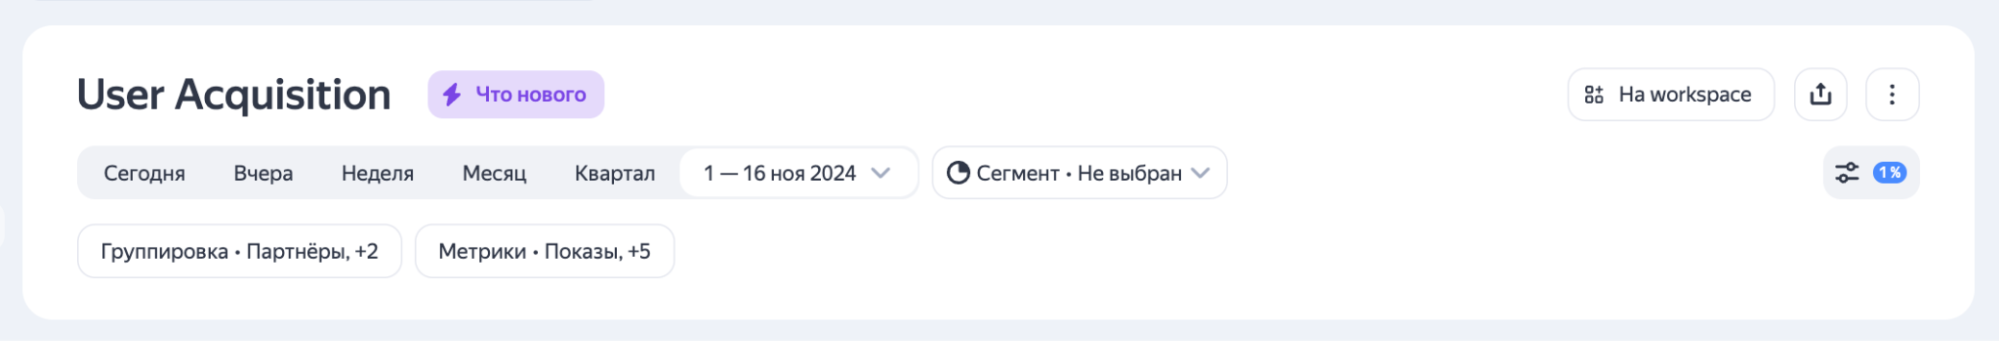 User Acquisition Что нового На workspace
Сегодня Вчера Неделя Месяц Квартал 1 — 16 ноя 2024 Сегмент • Не выбран 1 %
Группировка • Партнёры, +2 Метрики • Показы, +5